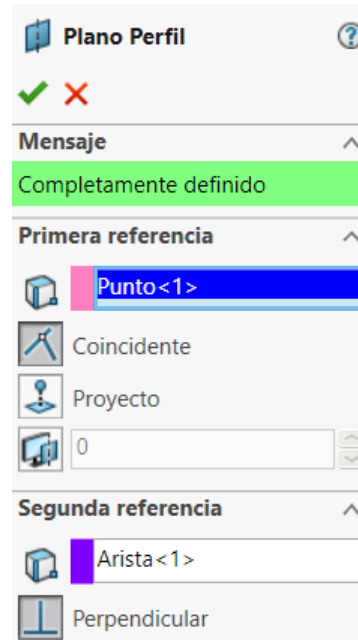 Plano Perfil
Mensaje
Completamente definido
Primera referencia
Punto<1>
Coincidente
Proyecto
0
Segunda referencia
Arista<1>
Perpendicular